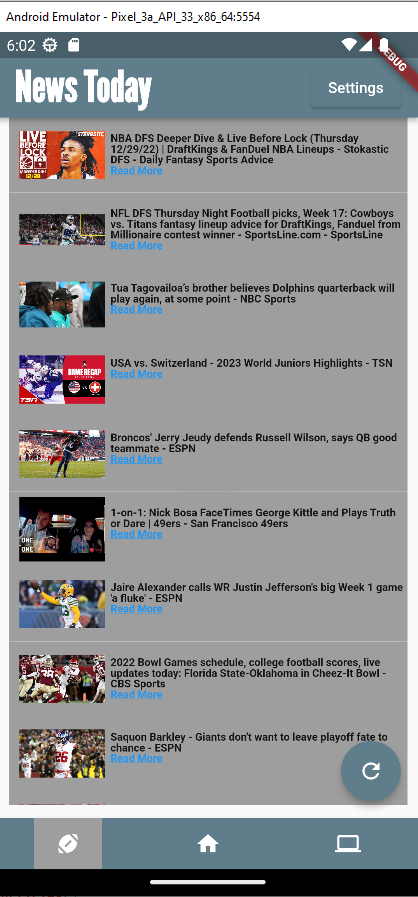 Android Emulator - Pixel_3a_API_33_x86_64:5554
6:02
DEBUG
News Today
Settings
LIVE
BEFORE
LOCK
STOKASTIC
12/29
NBA DFS Deeper Dive & Live Before Lock (Thursday
12/29/22) | DraftKings & FanDuel NBA Lineups - Stokastic
DFS - Daily Fantasy Sports Advice
Read More
NFL DFS Thursday Night Football picks, Week 17: Cowboys
vs. Titans fantasy lineup advice for DraftKings, Fanduel from
Millionaire contest winner - SportsLine.com - SportsLine
Read More
Tua Tagovailoa's brother believes Dolphins quarterback will
play again, at some point - NBC Sports
Read More
GAME RECAP
TSN
USA vs. Switzerland - 2023 World Juniors Highlights - TSN
Read More
Broncos' Jerry Jeudy defends Russell Wilson, says QB good
teammate - ESPN
Read More
ONE
ONE
1-on-1: Nick Bosa FaceTimes George Kittle and Plays Truth
or Dare | 49ers - San Francisco 49ers
Read More
Jaire Alexander calls WR Justin Jefferson's big Week 1 game
'a fluke' - ESPN
Read More
2022 Bowl Games schedule, college football scores, live
updates today: Florida State-Oklahoma in Cheez-It Bowl -
CBS Sports
Read More
26
Saquon Barkley - Giants don't want to leave playoff fate to
chance - ESPN
Read More